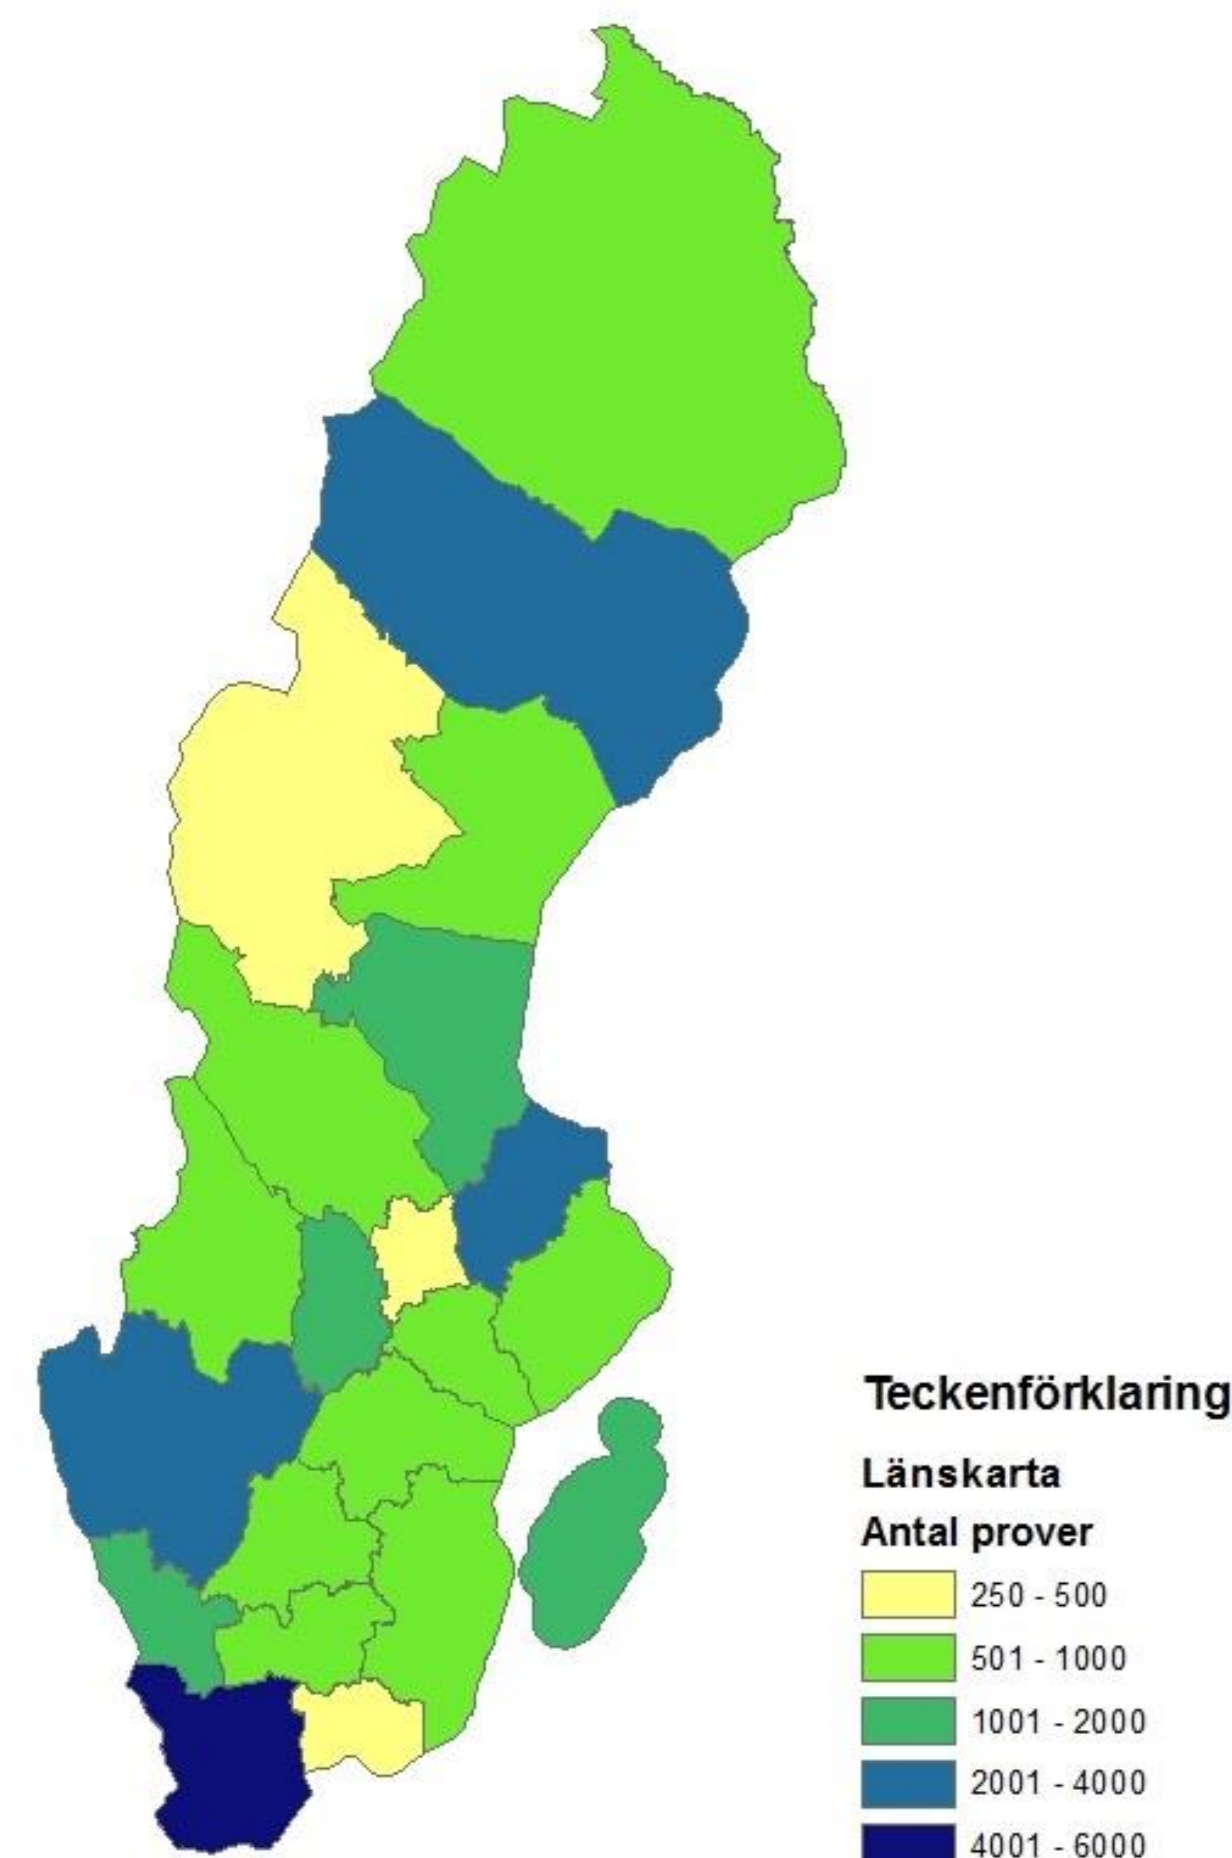 Teckenförklaring
Länskarta
Antal prover
250 - 500
501 - 1000
1001 - 2000
2001 - 4000
4001 - 6000